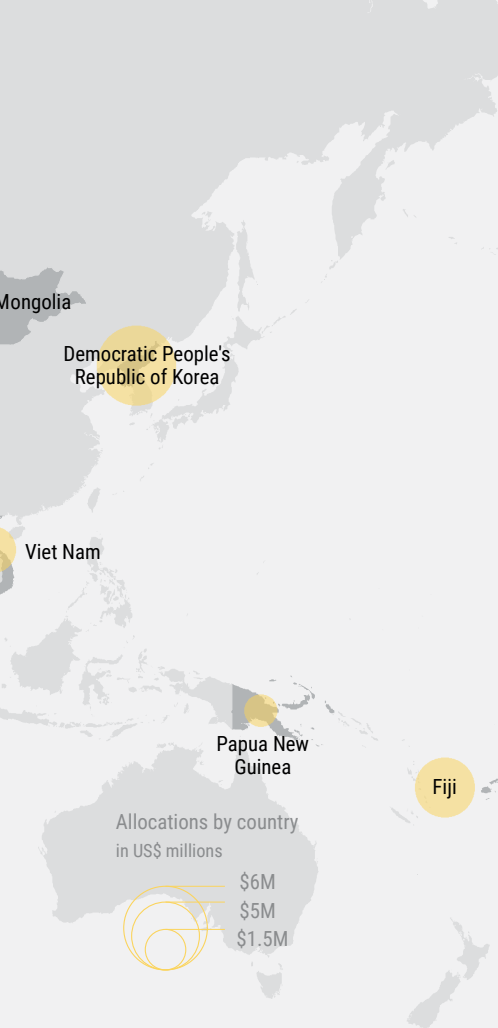 Mongolia
Democratic People's
Republic of Korea
Viet Nam
Papua New
Guinea
Fiji
Allocations by country
in US$ millions
$6M
$5M
$1.5M